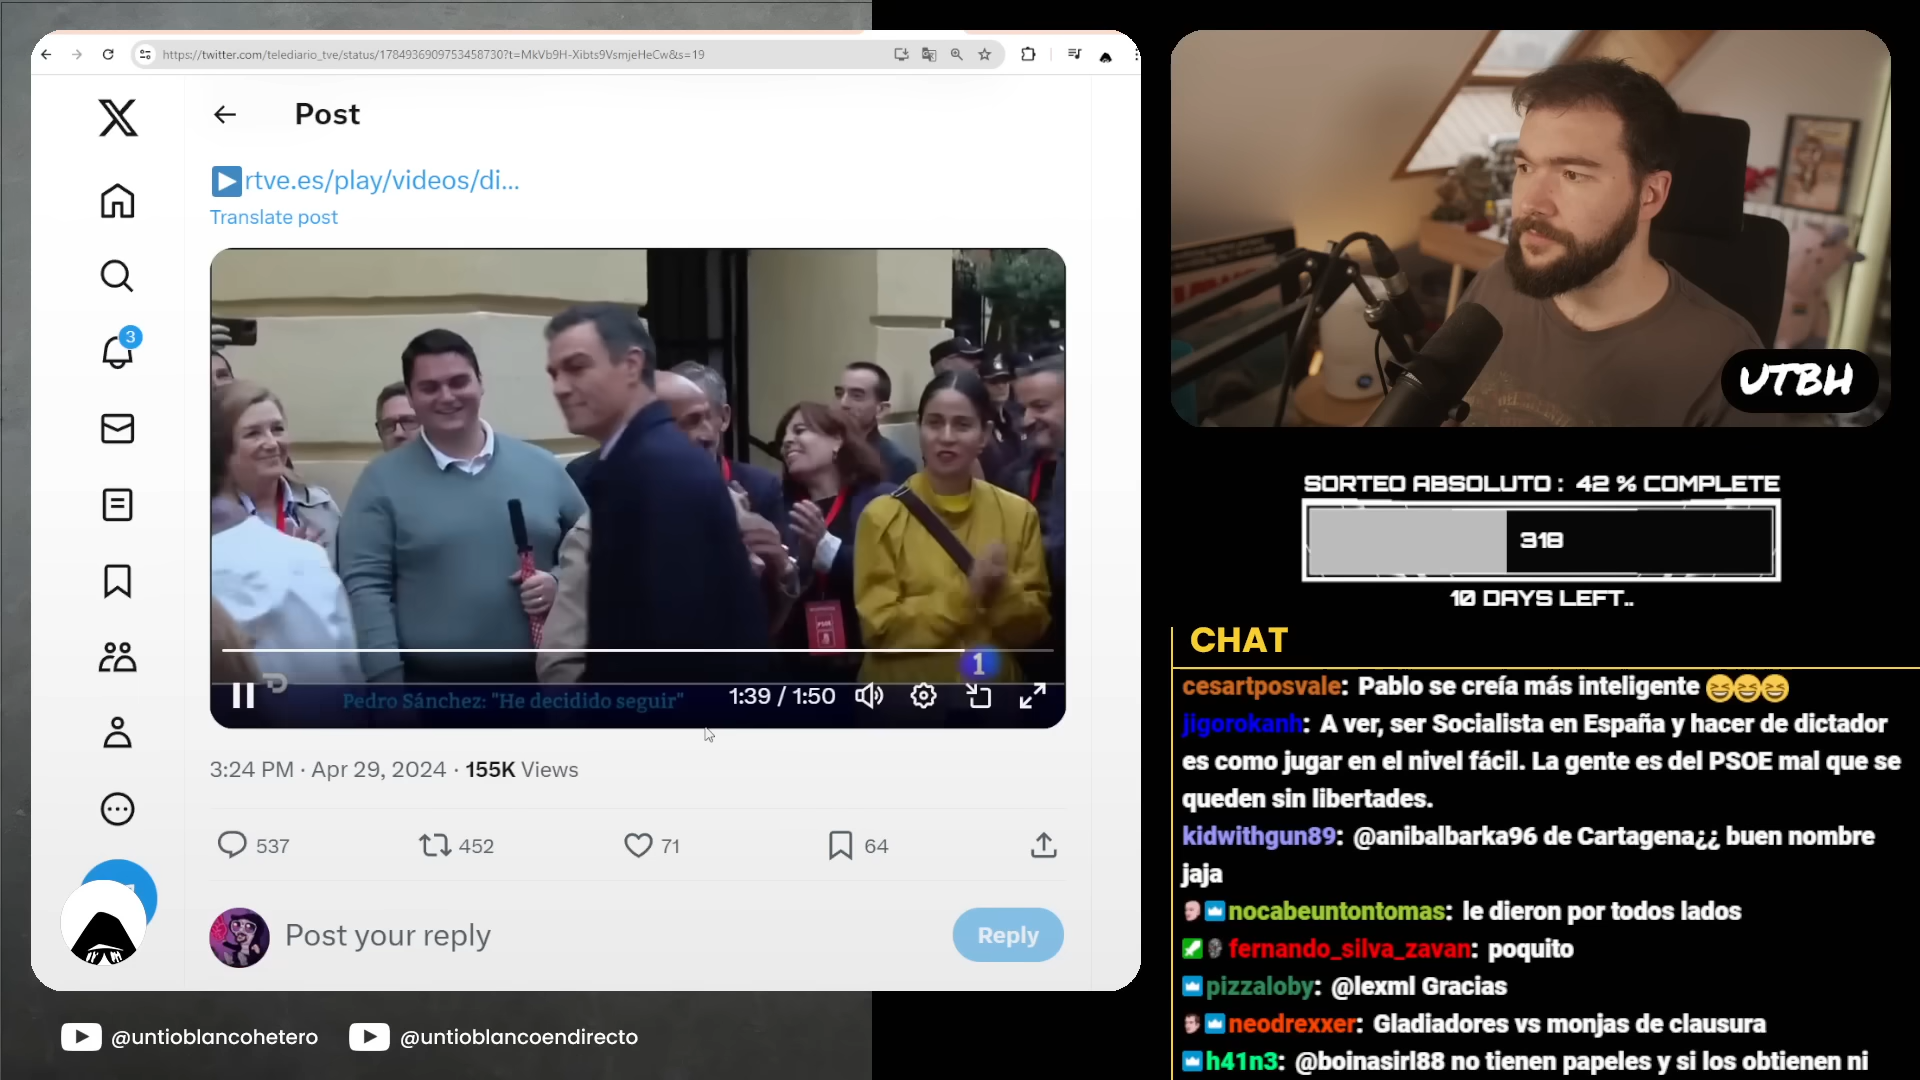 https://twitter.com/telediario_tve/status/1784936909753458730?t=MkVb9H-Xibts9VsmjeHeCw&s=19
Post
rtve.es/play/videos/di...
Translate post
3
1
Pedro Sánchez: "He decidido seguir"
1:39 / 1:50
3:24 PM · Apr 29, 2024 · 155K Views
537
452
71
64
Post your reply
Reply
@untioblancohetero
@untioblancoendirecto
UTBH
SORTEO ABSOLUTO : 42 % COMPLETE
318
10 DAYS LEFT..
CHAT
cesartposvale: Pablo se creía más inteligente 😆😆😆
jigorokanh: A ver, ser Socialista en España y hacer de dictador
es como jugar en el nivel fácil. La gente es del PSOE mal que se
queden sin libertades.
kidwithgun89: @anibalbarka96 de Cartagena¿¿ buen nombre
jaja
nocabeuntontomas: le dieron por todos lados
fernando_silva_zavan: poquito
pizzaloby: @lexml Gracias
neodrexxer: Gladiadores vs monjas de clausura
h41n3: @boinasirl88 no tienen papeles y si los obtienen ni